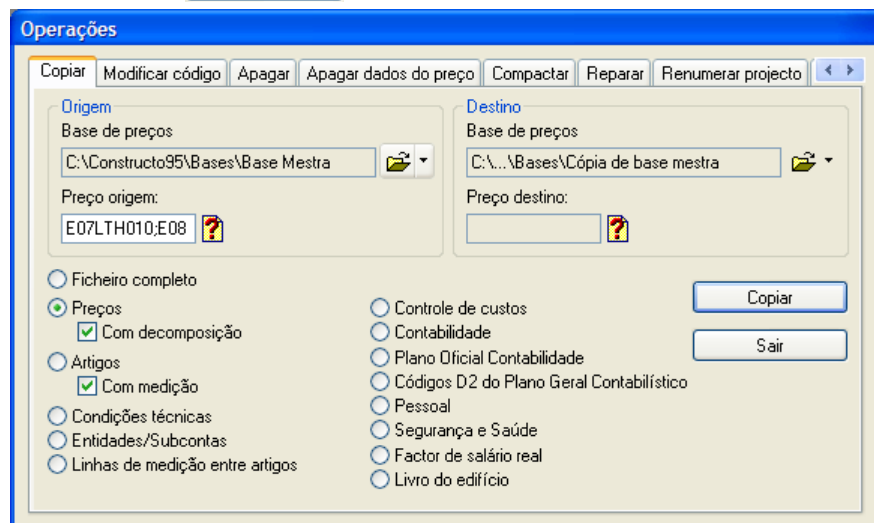 Operações
Copiar Modificar código Apagar Apagar dados do preço Compactar Reparar Renumerar projecto
Origem
Base de preços
C:\Constructo95\Bases\Base Mestra
Preço origem:
E07LTH010;E08
Destino
Base de preços
C:\...\Bases\Cópia de base mestra
Preço destino:
Ficheiro completo
Preços
Com decomposição
Artigos
Com medição
Condições técnicas
Entidades/Subcontas
Linhas de medição entre artigos
Controle de custos
Contabilidade
Plano Oficial Contabilidade
Códigos D2 do Plano Geral Contabilístico
Pessoal
Segurança e Saúde
Factor de salário real
Livro do edifício
Copiar
Sair